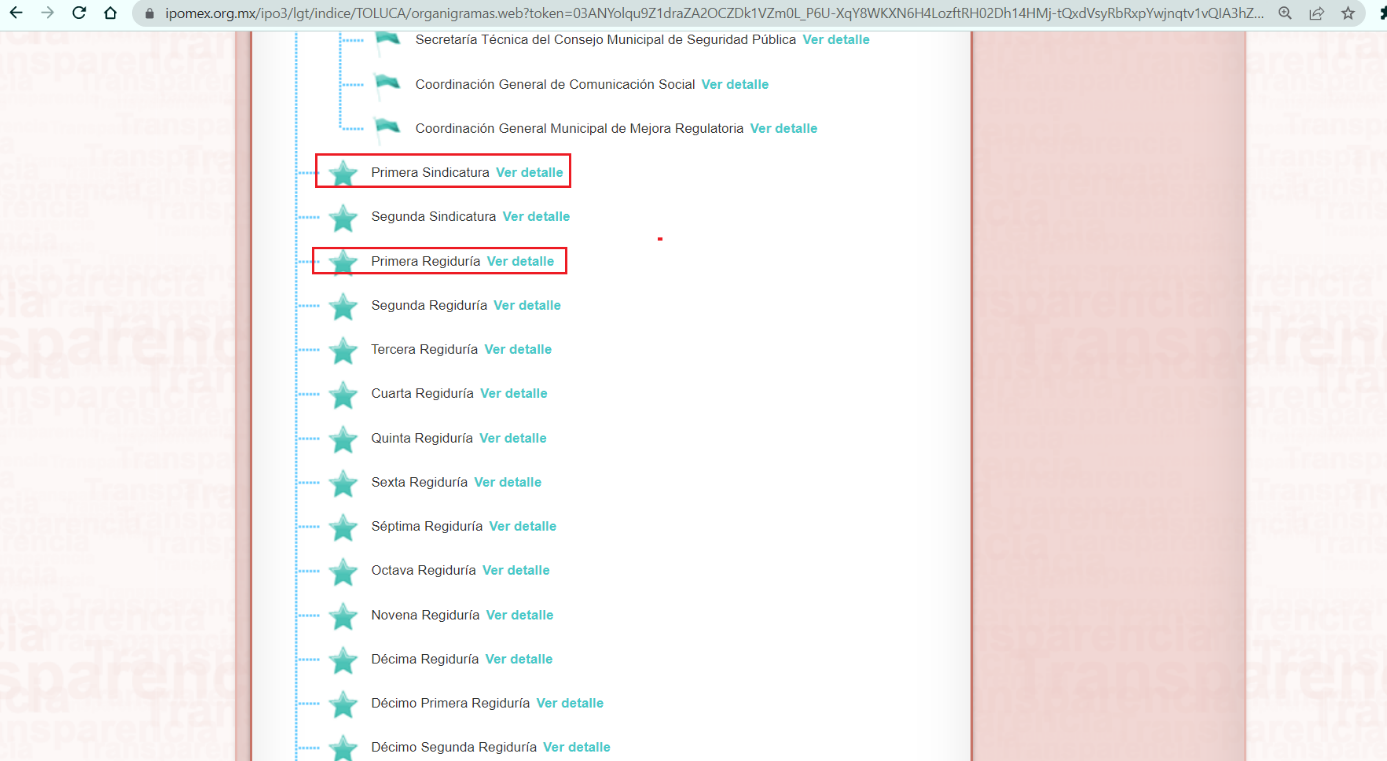 ipomex.org.mx/ipo3/lgt/indice/TOLUCA/organigramas.web?token=03ANYolqu9Z1draZA2OCZDk1VZm0L_P6U-XqY8WKXN6H4LozftRH02Dh14HMj-tQxdVsyRbRxpYwjnqtv1vQIA3hZ...
Secretaría Técnica del Consejo Municipal de Seguridad Pública Ver detalle
Coordinación General de Comunicación Social Ver detalle
Coordinación General Municipal de Mejora Regulatoria Ver detalle
Primera Sindicatura Ver detalle
Segunda Sindicatura Ver detalle
Primera Regiduría Ver detalle
Segunda Regiduría Ver detalle
Tercera Regiduría Ver detalle
Cuarta Regiduría Ver detalle
Quinta Regiduría Ver detalle
Sexta Regiduría Ver detalle
Séptima Regiduría Ver detalle
Octava Regiduría Ver detalle
Novena Regiduría Ver detalle
Décima Regiduría Ver detalle
Décimo Primera Regiduría Ver detalle
Décimo Segunda Regiduría Ver detalle